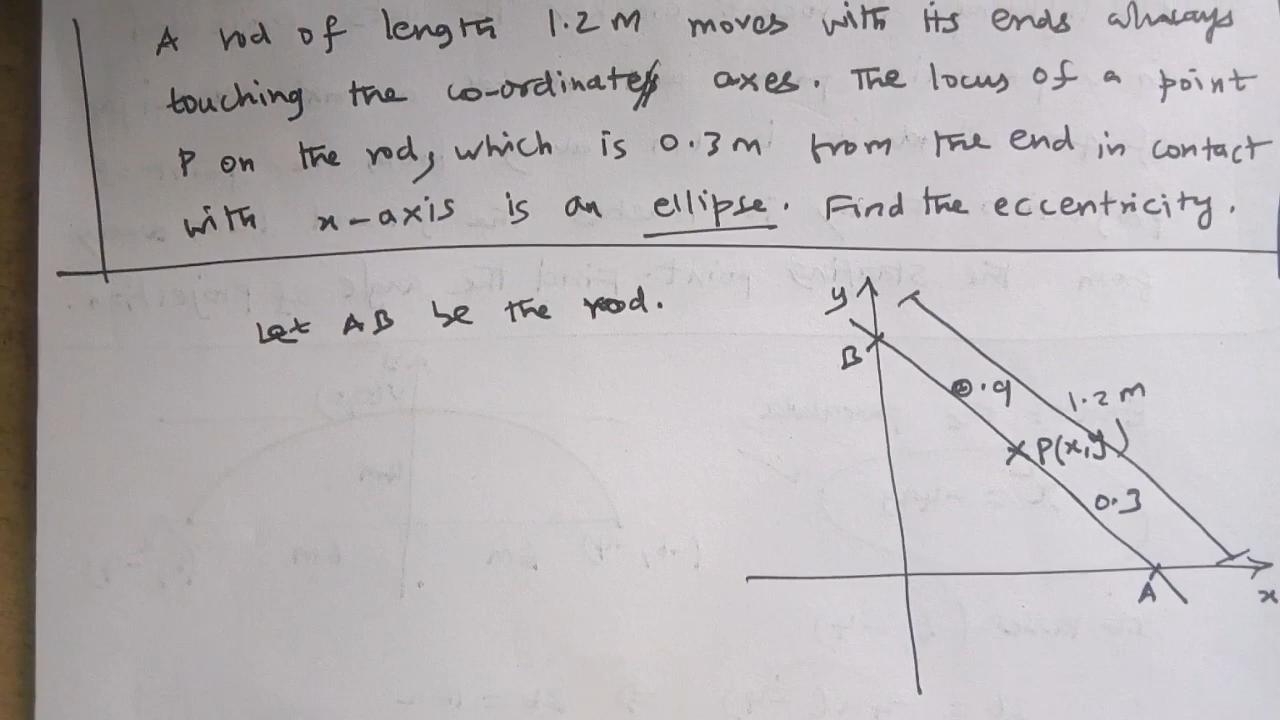 A rod of length 1.2 M moves with its ends always
touching the co-ordinates axes. The locus of a point
P on the rod, which is 0.3 m from the end in contact
with x-axis is an ellipse. Find the eccentricity.
Let AB be the rod.
y
B
0.9
1.2 M
P(x,y)
0.3
A
x